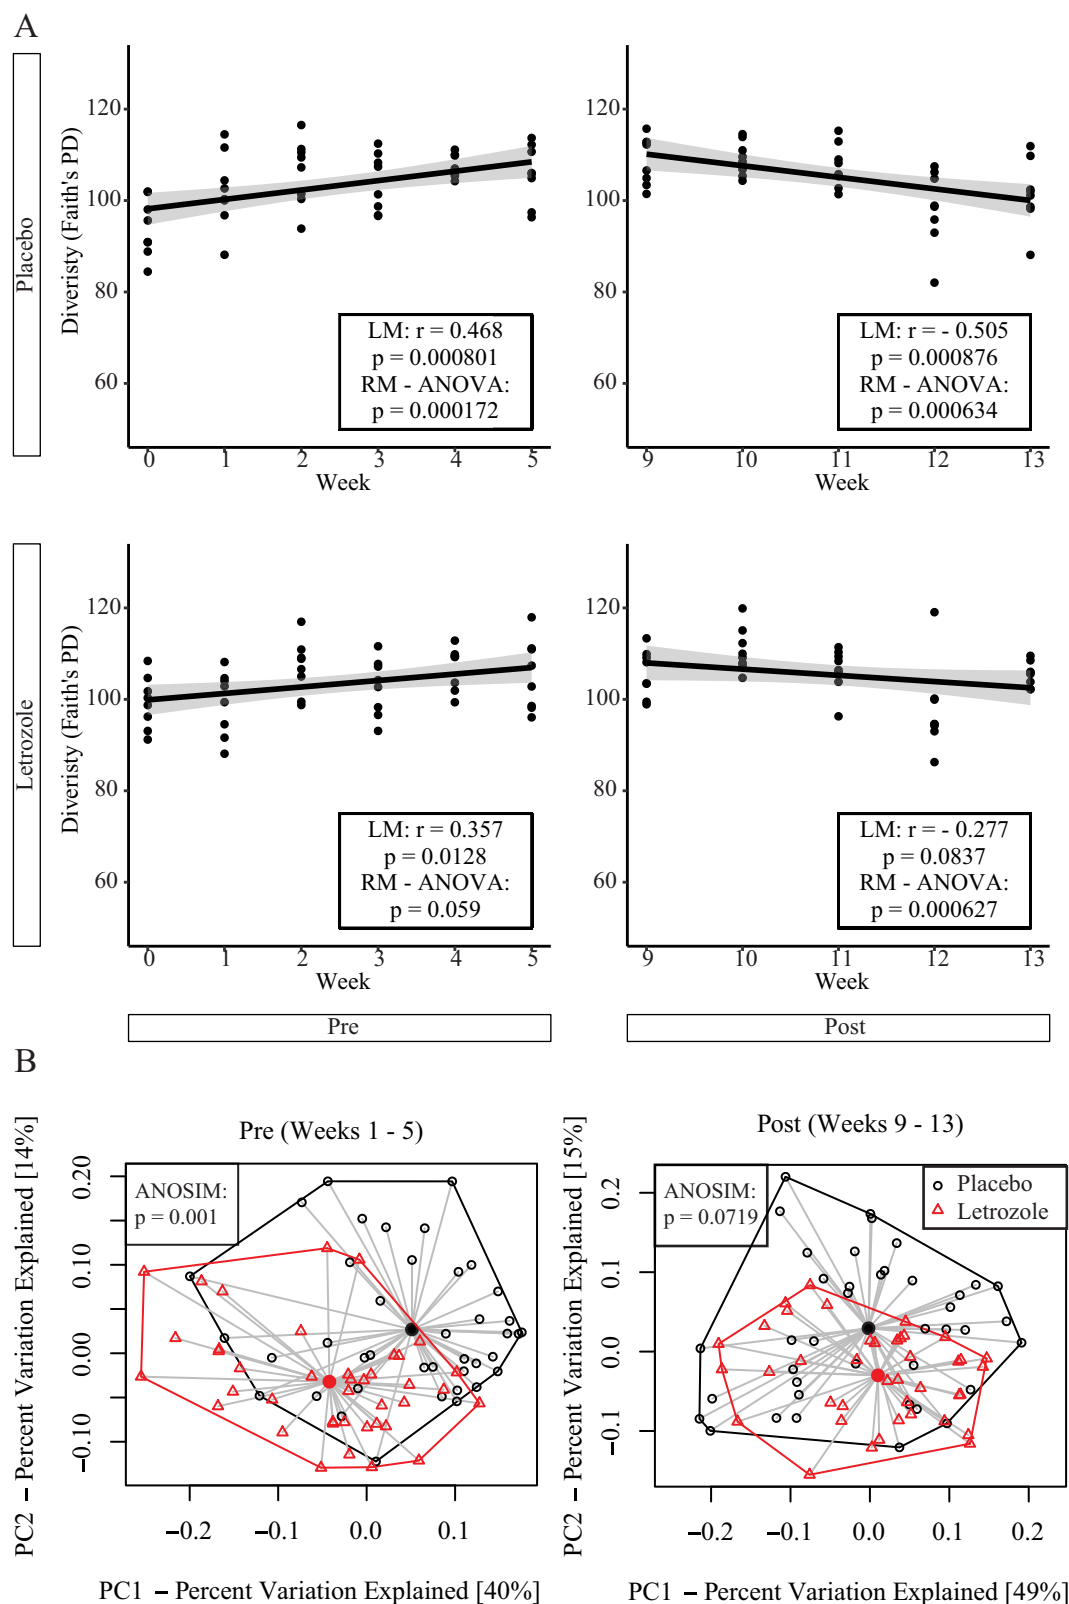 A
Placebo
Diveristy (Faith's PD)
120
100
80
60
LM: r = 0.468
p = 0.000801
RM - ANOVA:
p = 0.000172
0 1 2 3 4 5
Week
120
100
80
60
LM: r = - 0.505
p = 0.000876
RM - ANOVA:
p = 0.000634
9 10 11 12 13
Week
Letrozole
Diveristy (Faith's PD)
120
100
80
60
LM: r = 0.357
p = 0.0128
RM - ANOVA:
p = 0.059
0 1 2 3 4 5
Week
120
100
80
60
LM: r = - 0.277
p = 0.0837
RM - ANOVA:
p = 0.000627
9 10 11 12 13
Week
Pre
Post
B
Pre (Weeks 1 - 5)
PC2 – Percent Variation Explained [14%]
0.20
0.10
0.00
−0.10
ANOSIM:
p = 0.001
−0.2 −0.1 0.0 0.1
PC1 – Percent Variation Explained [40%]
Post (Weeks 9 - 13)
PC2 – Percent Variation Explained [15%]
0.2
0.1
0.0
−0.1
ANOSIM:
p = 0.0719
Placebo
Letrozole
−0.2 −0.1 0.0 0.1 0.2
PC1 – Percent Variation Explained [49%]